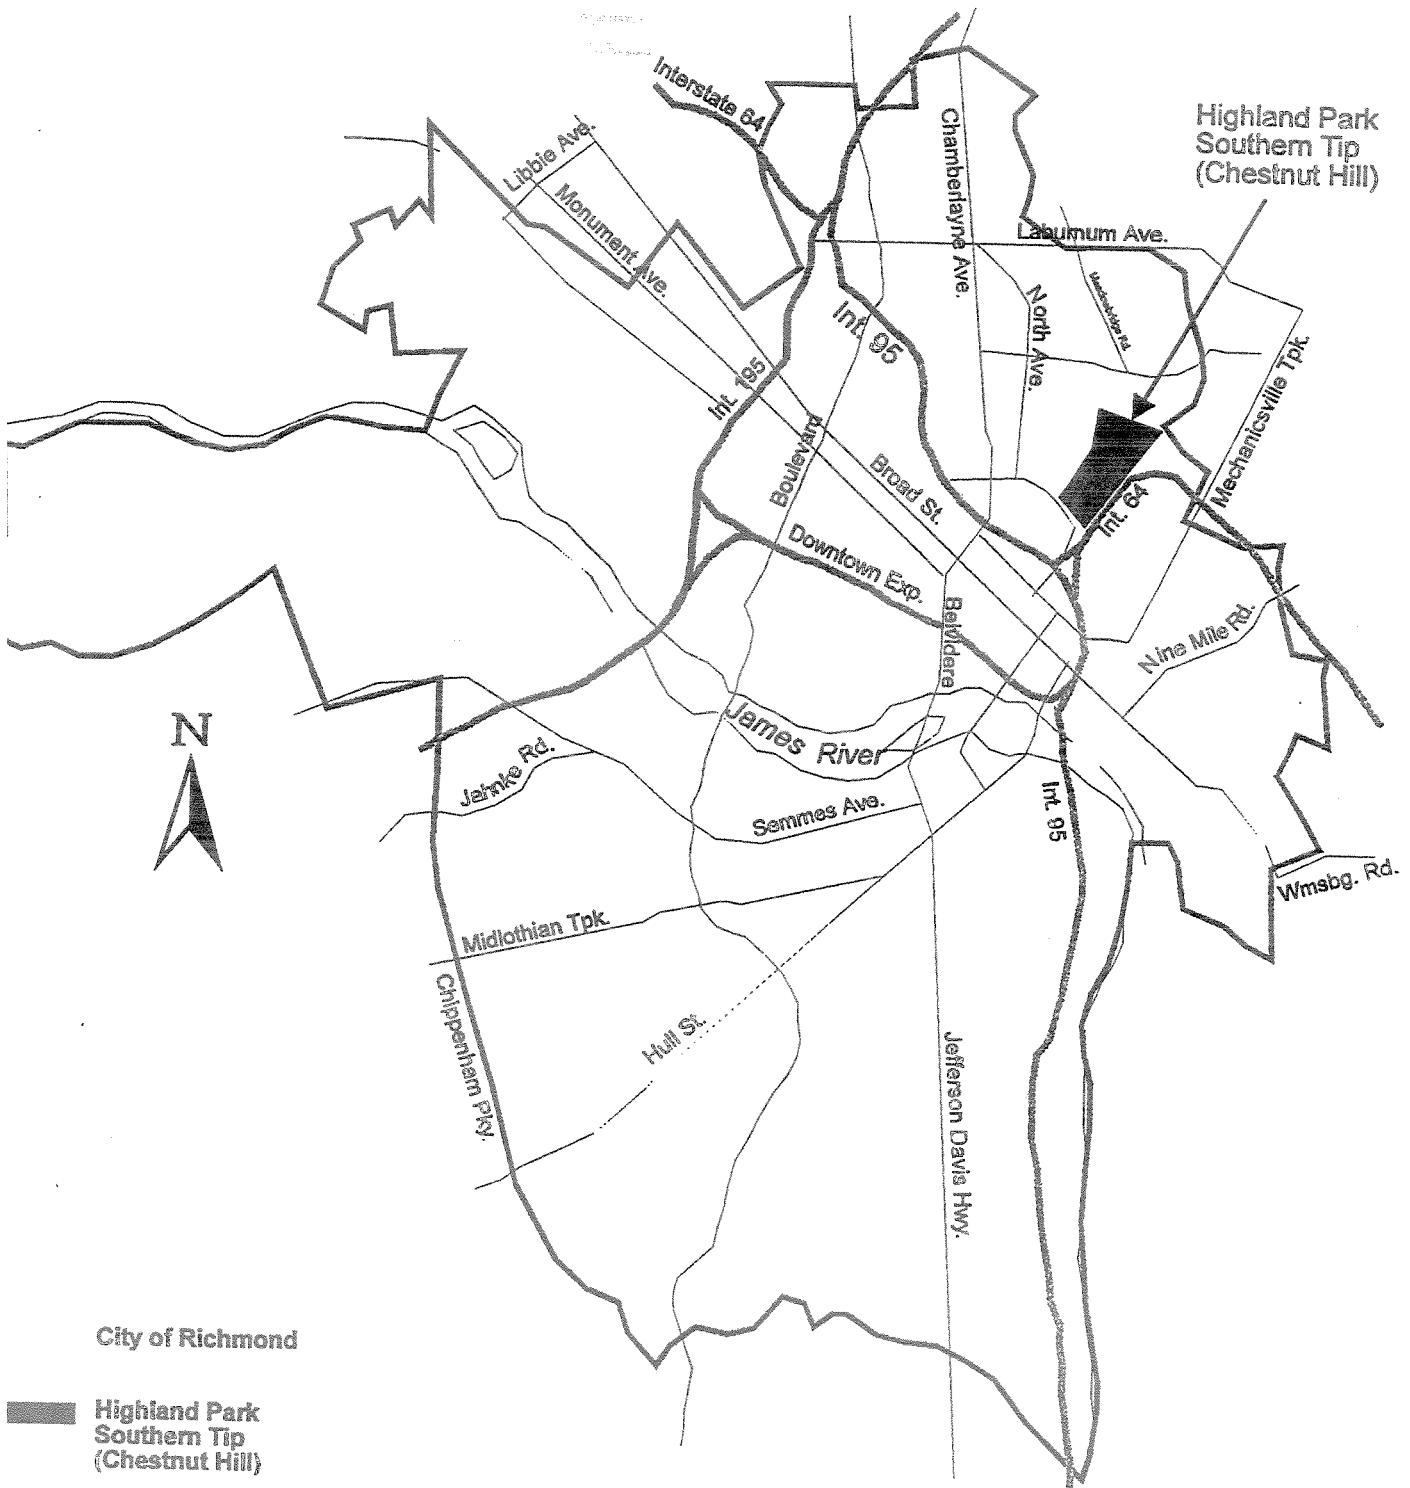 Interstate 64
Libbie Ave.
Monument Ave.
Chamberlayne Ave.
Highland Park
Southern Tip
(Chestnut Hill)
Laburnum Ave.
North Ave.
Int. 95
Int. 195
Mechanicsville Tpk.
Boulevard
Broad St.
Int. 64
Downtown Exp.
Belvidere
Nine Mile Rd.
N
James River
Jahnke Rd.
Semmes Ave.
Int. 95
Wmsbg. Rd.
Midlothian Tpk.
Chippenham Pky.
Hull St.
Jefferson Davis Hwy.
City of Richmond
Highland Park
Southern Tip
(Chestnut Hill)